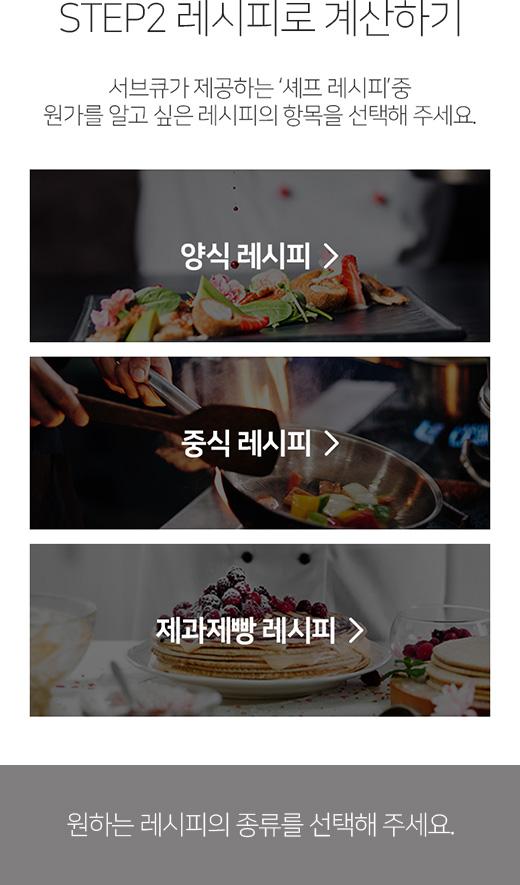 STEP2 레시피로 계산하기
서브큐가 제공하는 ‘셰프 레시피’중
원가를 알고 싶은 레시피의 항목을 선택해 주세요.
양식 레시피
중식 레시피
제과제빵 레시피
원하는 레시피의 종류를 선택해 주세요.